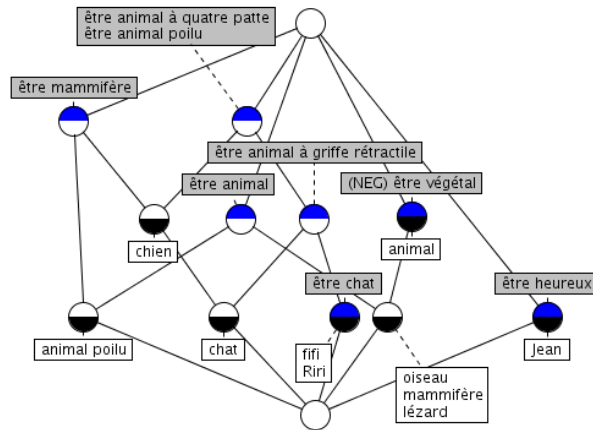 être animal à quatre patte
être animal poilu
être mammifère
être animal à griffe rétractile
être animal
(NEG) être végétal
chien
animal
être chat
être heureux
animal poilu
chat
fifi
Riri
oiseau
mammifère
lézard
Jean